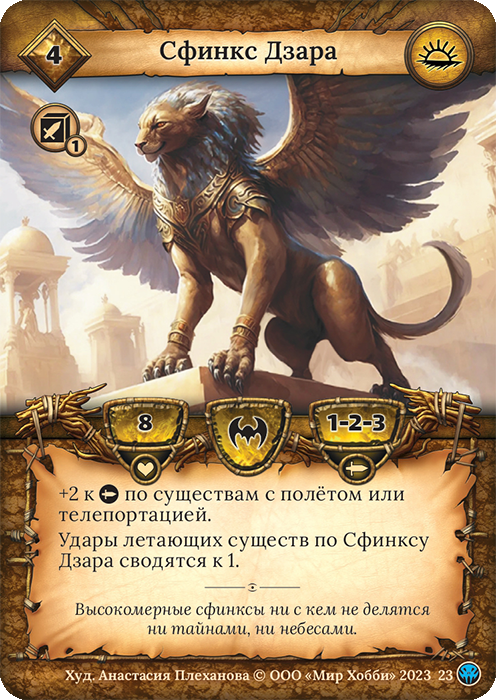 4
Сфинкс Дзара
1
8
1-2-3
+2 к по существам с полётом или
телепортацией.
Удары летающих существ по Сфинксу
Дзара сводятся к 1.
Высокомерные сфинксы ни с кем не делятся
ни тайнами, ни небесами.
Худ. Анастасия Плеханова © ООО «Мир Хобби» 2023 23